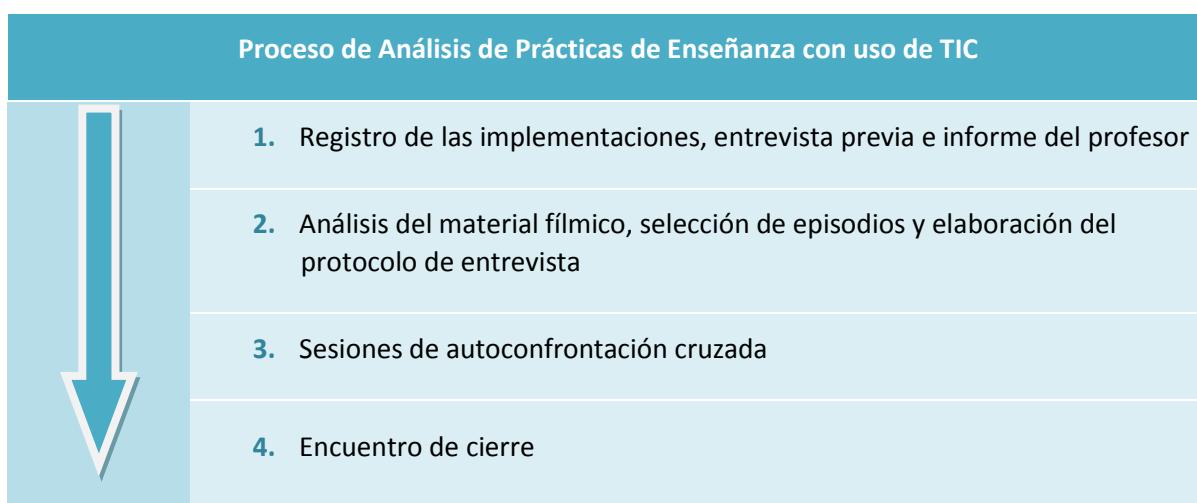 Proceso de Análisis de Prácticas de Enseñanza con uso de TIC
1. Registro de las implementaciones, entrevista previa e informe del profesor
2. Análisis del material fílmico, selección de episodios y elaboración del
protocolo de entrevista
3. Sesiones de autoconfrontación cruzada
4. Encuentro de cierre